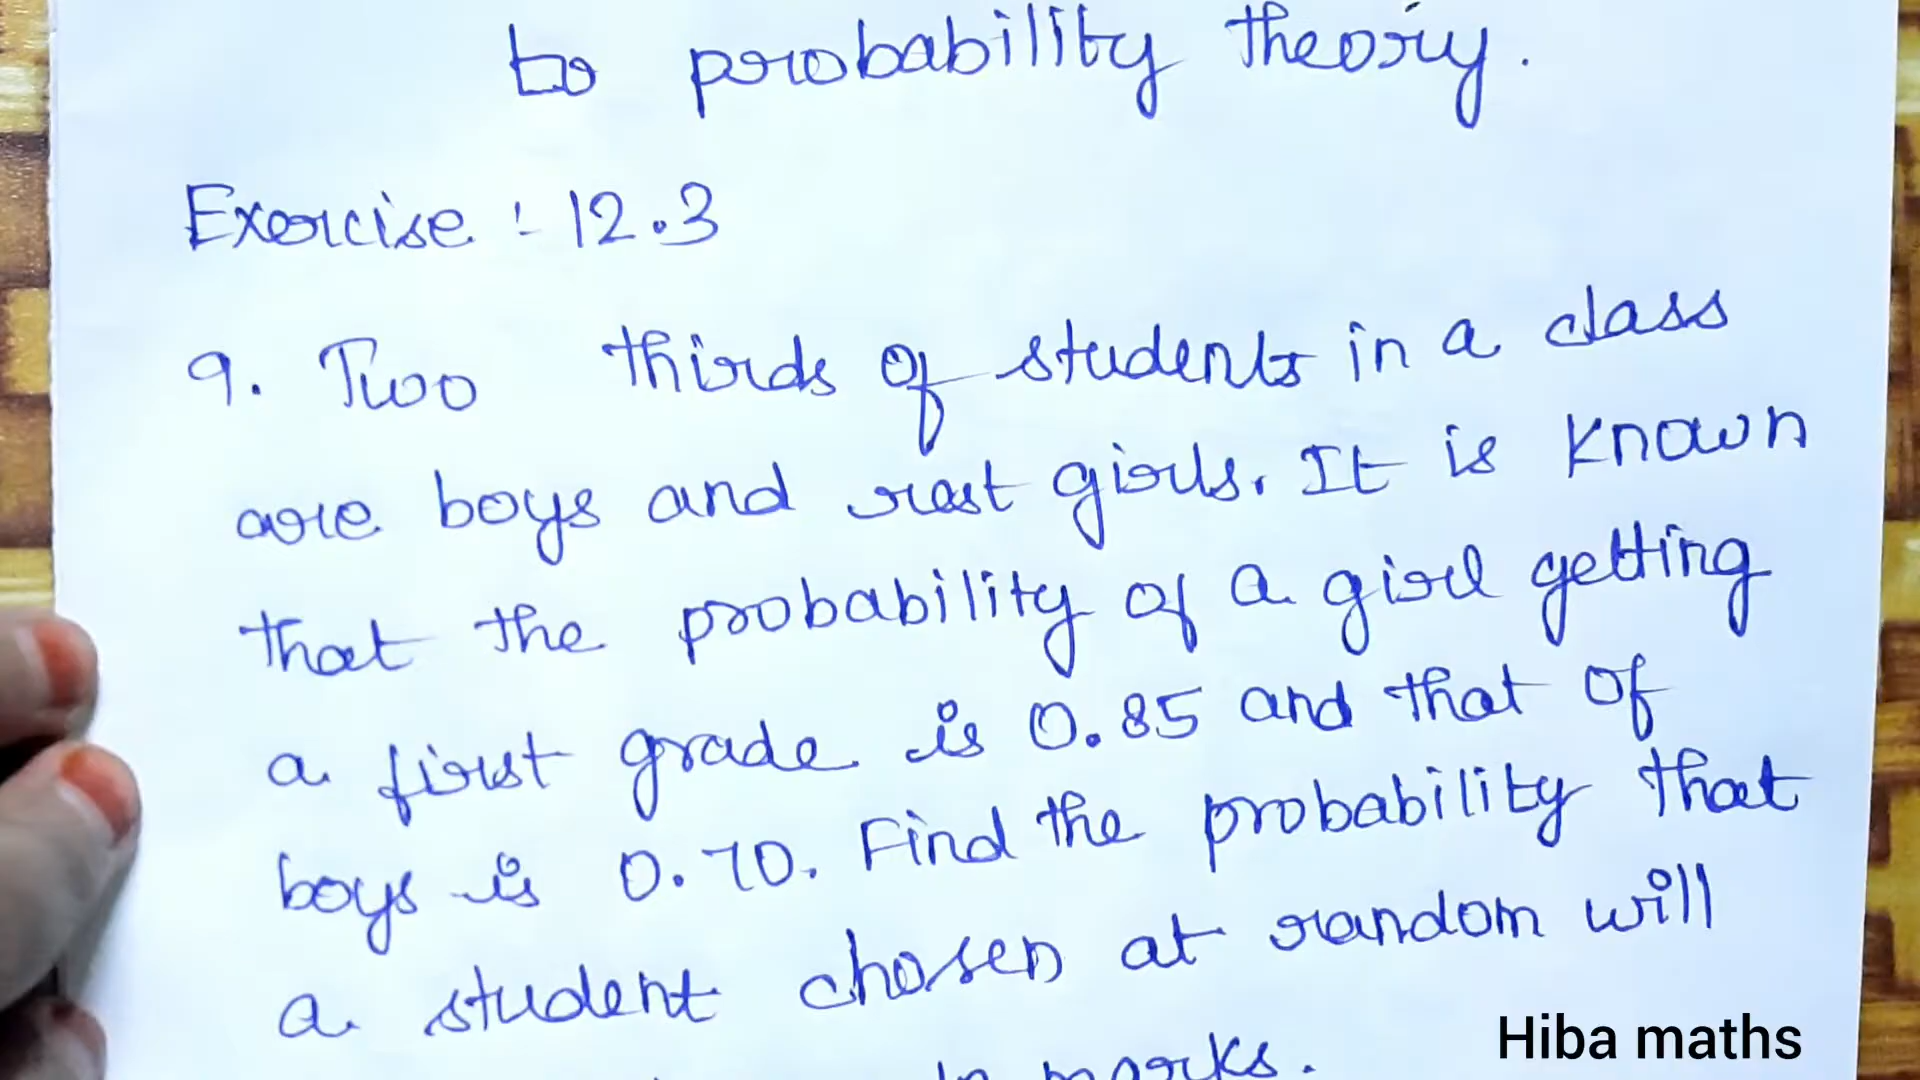 to probability theory.
Exercise :- 12.3
9. Two thirds of students in a class
are boys and rest girls. It is known
that the probability of a girl getting
a first grade is 0.85 and that of
boys is 0.70. Find the probability that
a student chosen at random will
marks.
Hiba maths